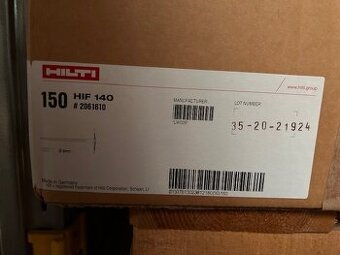 HILTI
www.hilti.group
150 HIF 140
# 2061610
MANUFACTURER
LOT NUMBER
35-20-21924
Made in Germany